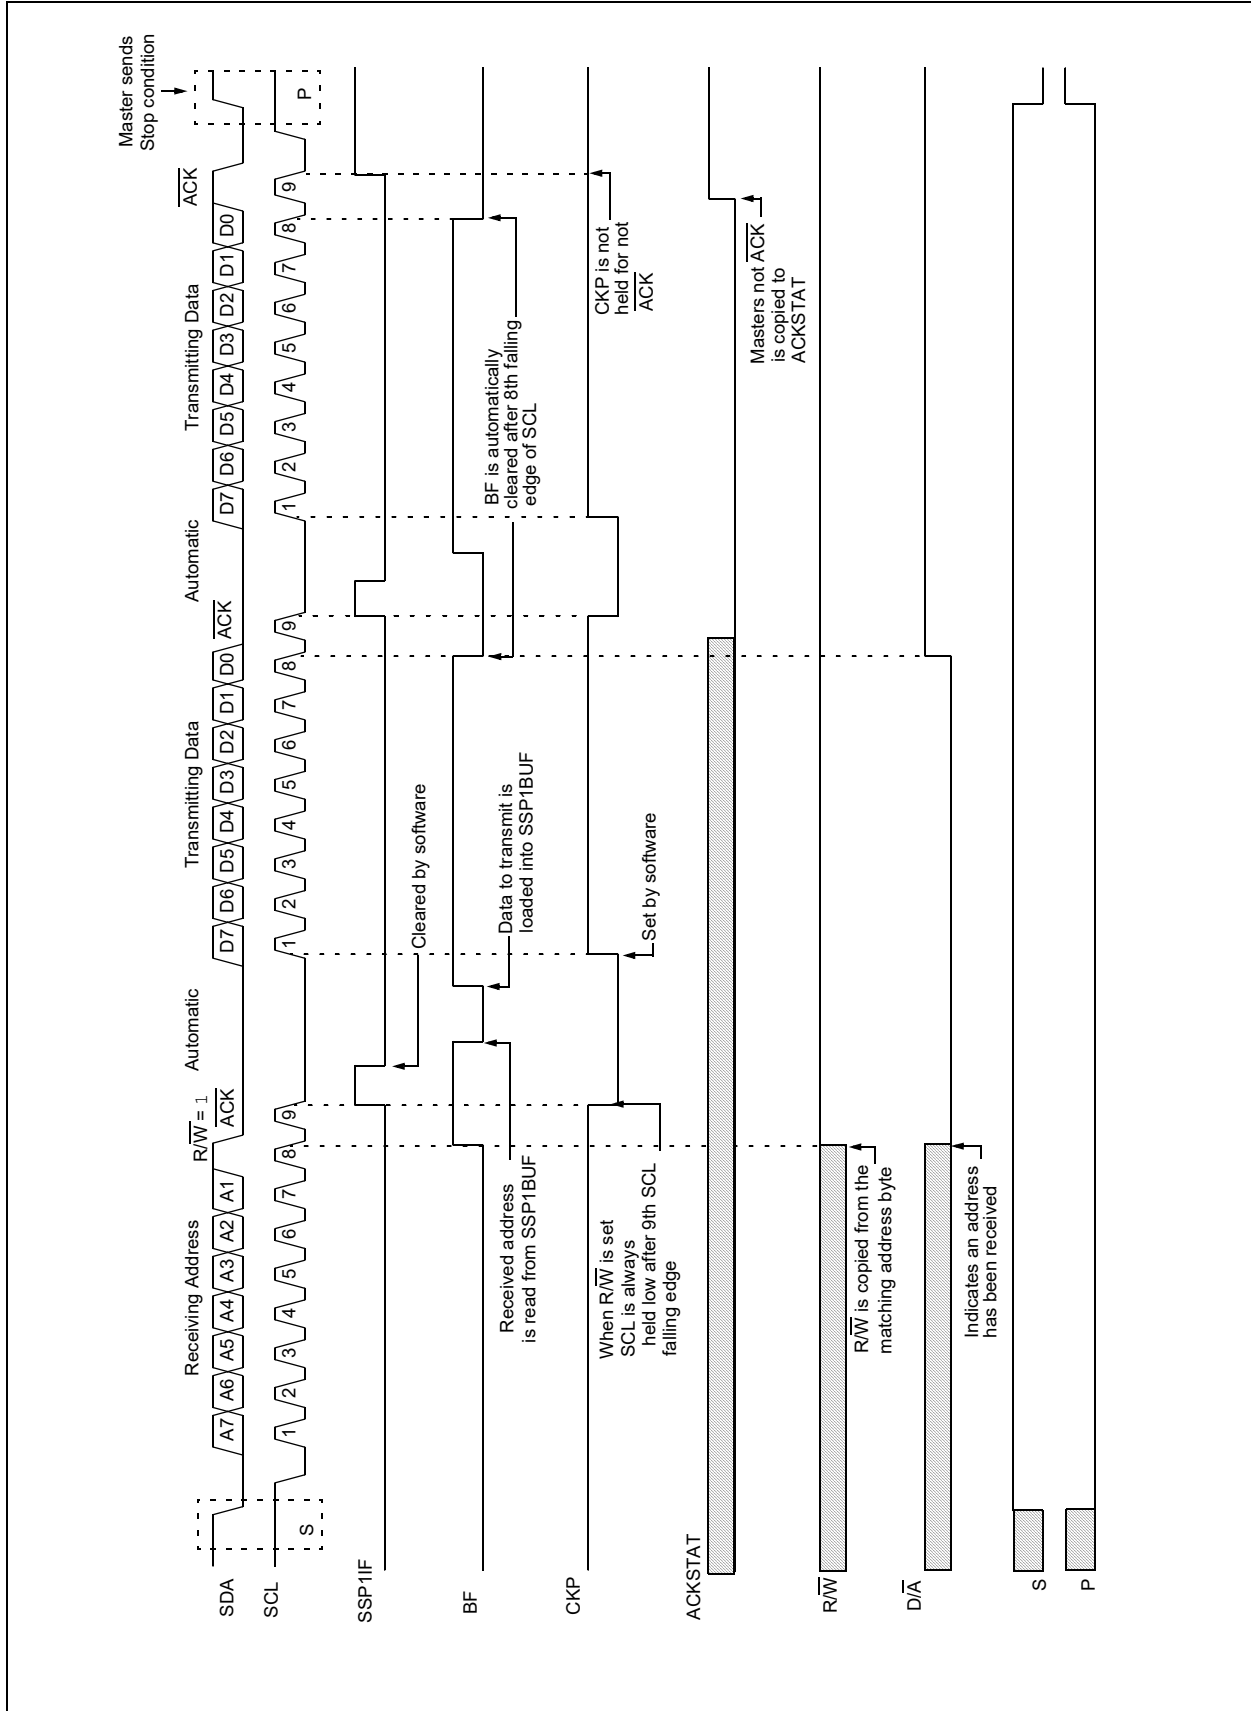 Master sends
Stop condition
Receiving Address
R/W = 1
ACK
Automatic
Transmitting Data
ACK
Automatic
Transmitting Data
ACK
SDA
A7 A6 A5 A4 A3 A2 A1
D7 D6 D5 D4 D3 D2 D1 D0
D7 D6 D5 D4 D3 D2 D1 D0
SCL
S
1 2 3 4 5 6 7 8 9
1 2 3 4 5 6 7 8 9
1 2 3 4 5 6 7 8 9
P
SSP1IF
Cleared by software
BF
Received address
is read from SSP1BUF
Data to transmit is
loaded into SSP1BUF
BF is automatically
cleared after 8th falling
edge of SCL
CKP
When R/W is set
SCL is always
held low after 9th SCL
falling edge
Set by software
CKP is not
held for not
ACK
ACKSTAT
Masters not ACK
is copied to
ACKSTAT
R/W
R/W is copied from the
matching address byte
D/A
Indicates an address
has been received
S
P